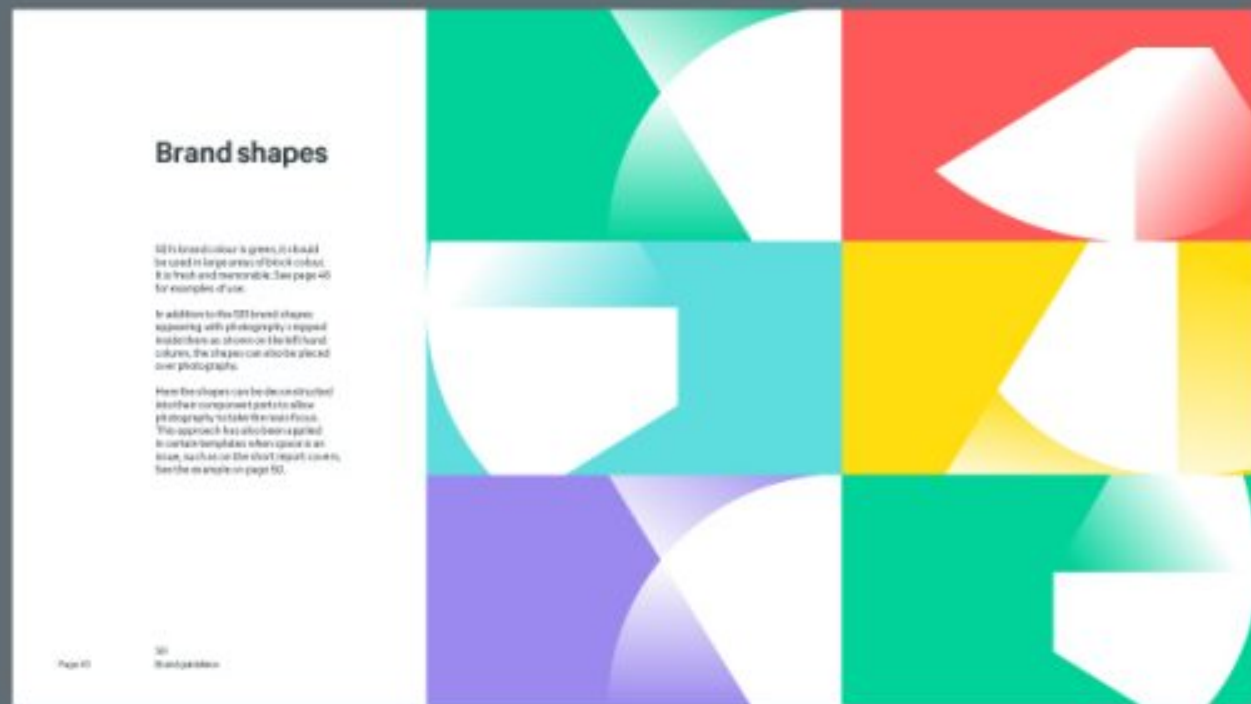 Brand shapes
brand colour is green, it should
be used in large areas of block colour.
It is fresh and memorable. See page 46
for examples of use.
In addition to the brand shapes
appearing with photography cropped
inside them as shown on the left hand
column, the shapes can also be placed
over photography.
Here the shapes can be deconstructed
into their component parts to allow
photography to take the main focus.
This approach has also been applied
in certain templates when space is an
issue, such as on the short report covers.
See the example on page 50.
Page
Brand guidelines